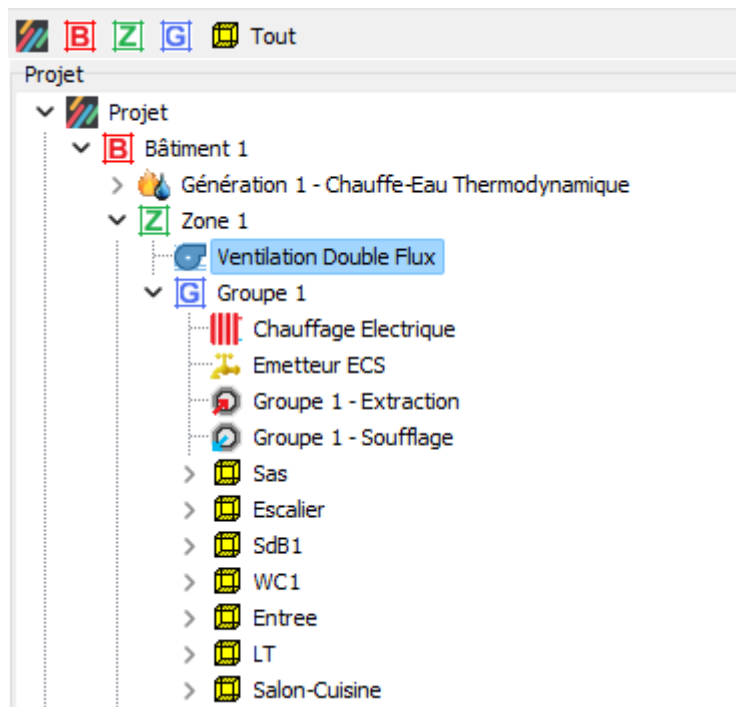 B Z G Tout
Projet
Projet
B Bâtiment 1
Génération 1 - Chauffe-Eau Thermodynamique
Z Zone 1
Ventilation Double Flux
G Groupe 1
Chauffage Electrique
Emetteur ECS
Groupe 1 - Extraction
Groupe 1 - Soufflage
Sas
Escalier
SdB1
WC1
Entree
LT
Salon-Cuisine